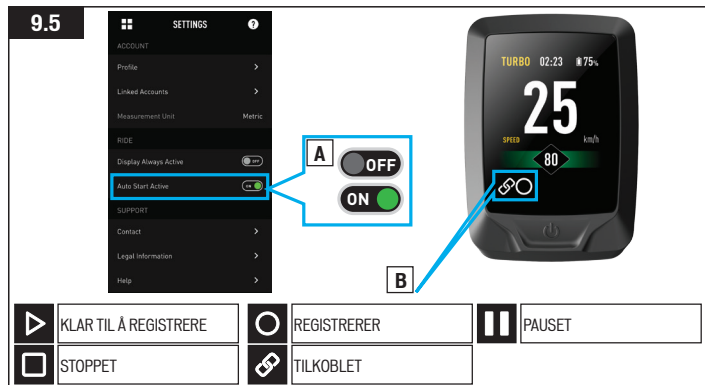 9.5
SETTINGS ?
ACCOUNT
Profile
Linked Accounts
Measurement Unit Metric
RIDE
Display Always Active OFF
Auto Start Active ON
SUPPORT
Contact
Legal Information
Help
A
OFF
ON
TURBO 02:23 75%
25
SPEED km/h
80
B
KLAR TIL Å REGISTRERE
REGISTRERER
PAUSET
STOPPET
TILKOBLET